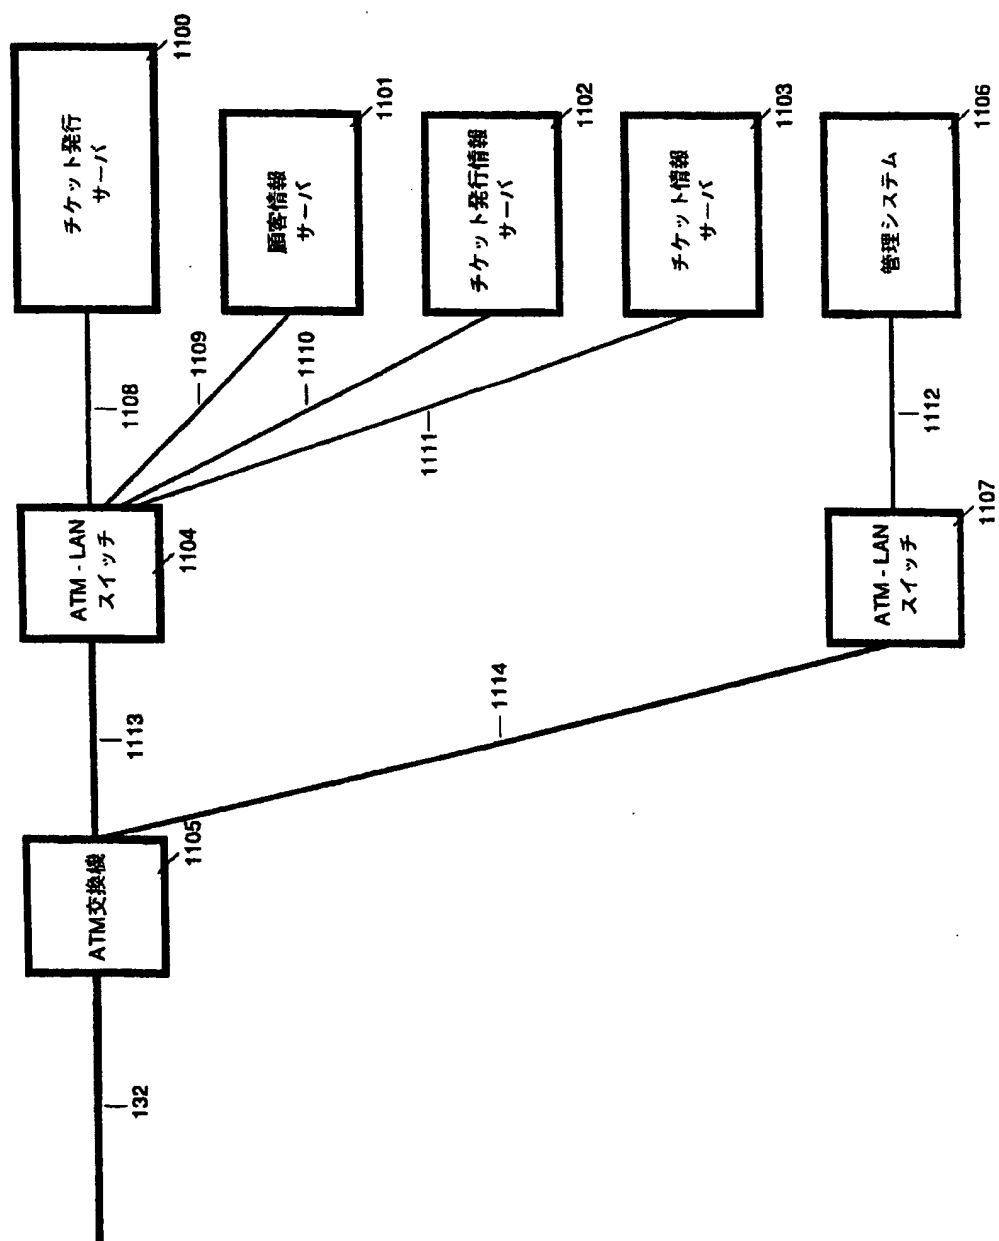 チケット発行
サーバ
1100
顧客情報
サーバ
1101
チケット発行情報
サーバ
1102
チケット情報
サーバ
1103
管理システム
1106
1108
1109
1110
1111
1112
ATM - LAN
スイッチ
1104
ATM - LAN
スイッチ
1107
1113
1114
ATM交換機
1105
132